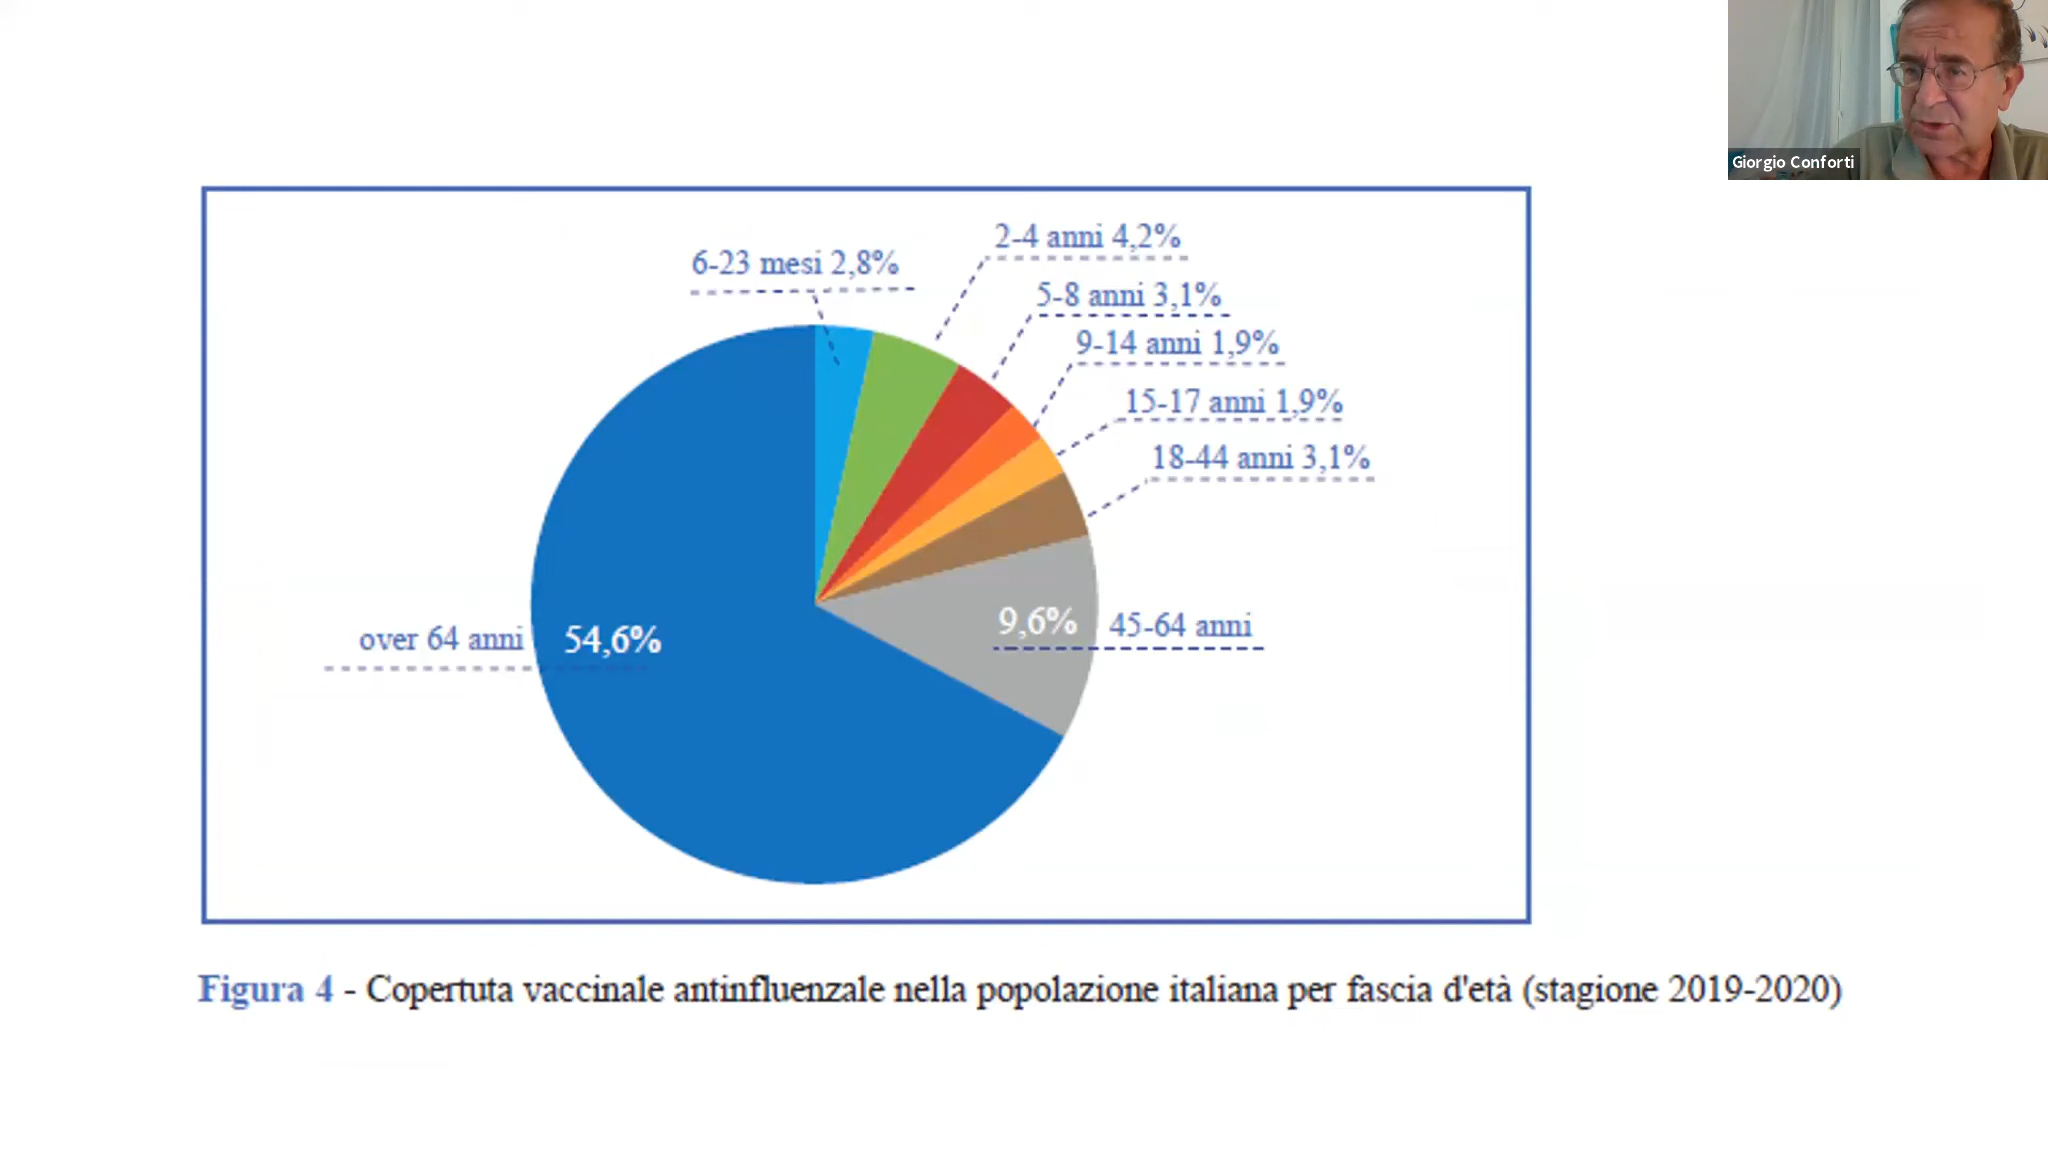 Giorgio Conforti
2-4 anni 4,2%
6-23 mesi 2,8%
5-8 anni 3,1%
9-14 anni 1,9%
15-17 anni 1,9%
18-44 anni 3,1%
9,6% 45-64 anni
over 64 anni 54,6%
Figura 4 - Copertuta vaccinale antinfluenzale nella popolazione italiana per fascia d'età (stagione 2019-2020)